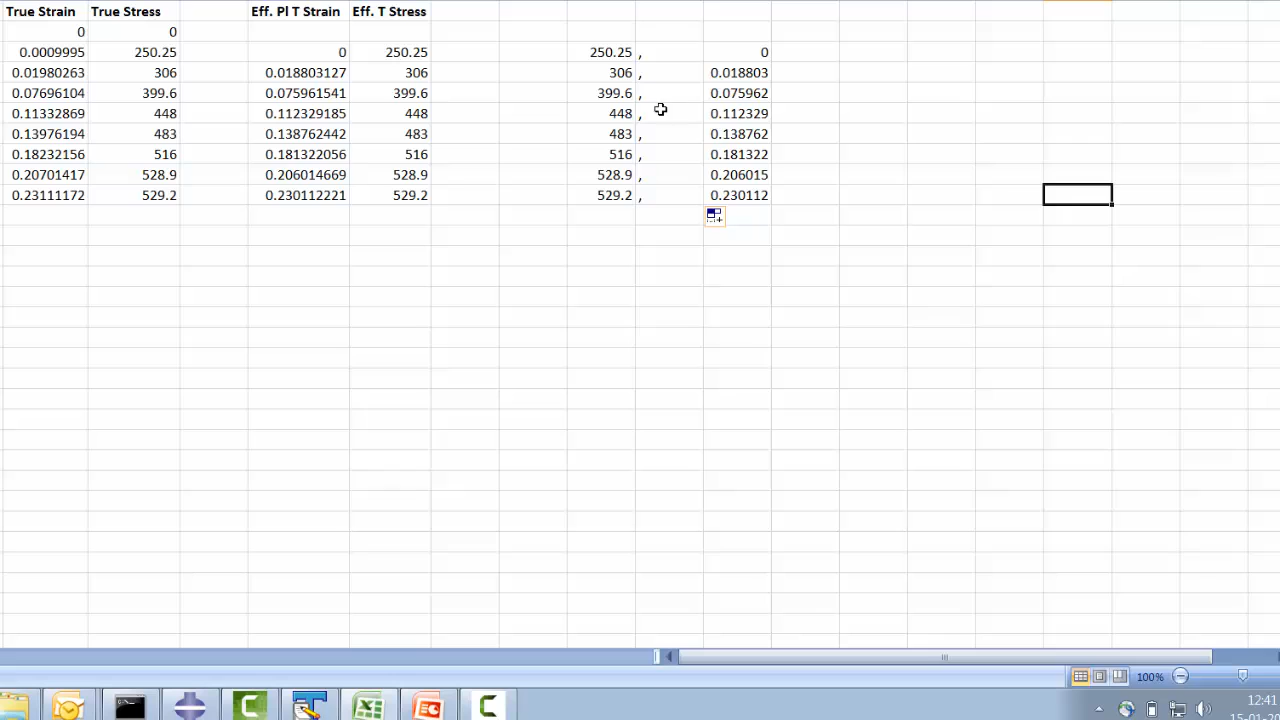 True Strain True Stress Eff. Pl T Strain Eff. T Stress
0 0
0.0009995 250.25 0 250.25 250.25 , 0
0.01980263 306 0.018803127 306 306 , 0.018803
0.07696104 399.6 0.075961541 399.6 399.6 , 0.075962
0.11332869 448 0.112329185 448 448 , 0.112329
0.13976194 483 0.138762442 483 483 , 0.138762
0.18232156 516 0.181322056 516 516 , 0.181322
0.20701417 528.9 0.206014669 528.9 528.9 , 0.206015
0.23111172 529.2 0.230112221 529.2 529.2 , 0.230112
100%
12:41